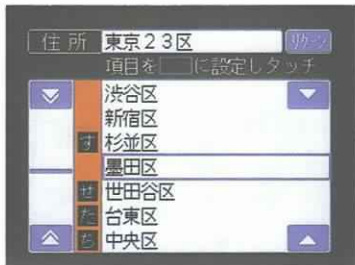 住所 東京23区 リターン
項目を に設定しタッチ
渋谷区
新宿区
す 杉並区
墨田区
せ 世田谷区
た 台東区
ち 中央区